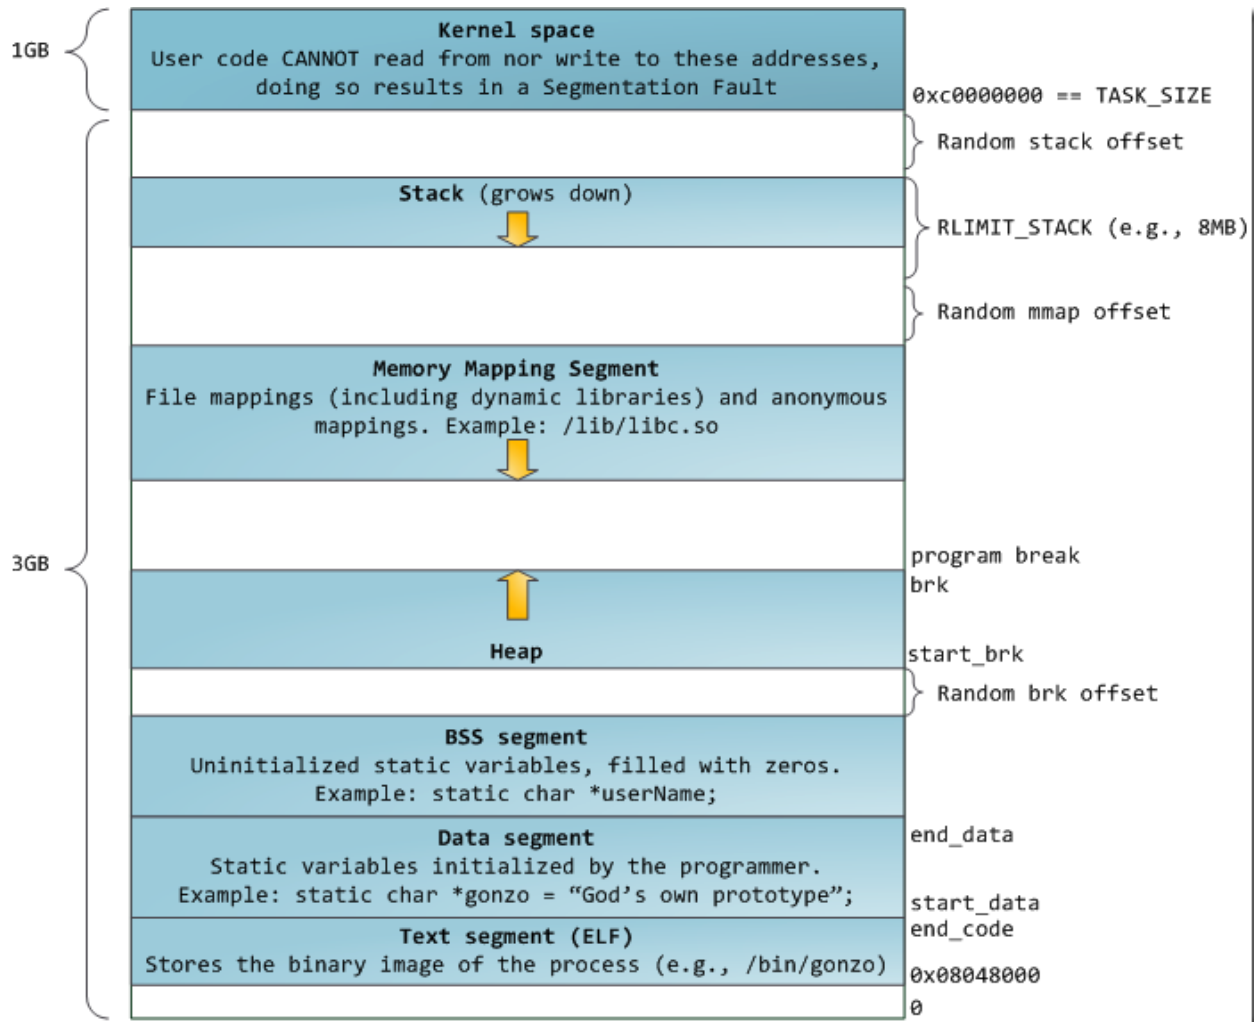 Kernel space
1GB
User code CANNOT read from nor write to these addresses,
doing so results in a Segmentation Fault
0xc0000000 == TASK_SIZE
Random stack offset
Stack (grows down)
RLIMIT_STACK (e.g., 8MB)
Random mmap offset
Memory Mapping Segment
File mappings (including dynamic libraries) and anonymous
mappings. Example: /lib/libc.so
3GB
program break
brk
Heap
start_brk
Random brk offset
BSS segment
Uninitialized static variables, filled with zeros.
Example: static char *userName;
Data segment
end_data
Static variables initialized by the programmer.
Example: static char *gonzo = “God’s own prototype”;
start_data
end_code
Text segment (ELF)
Stores the binary image of the process (e.g., /bin/gonzo)
0x08048000
0